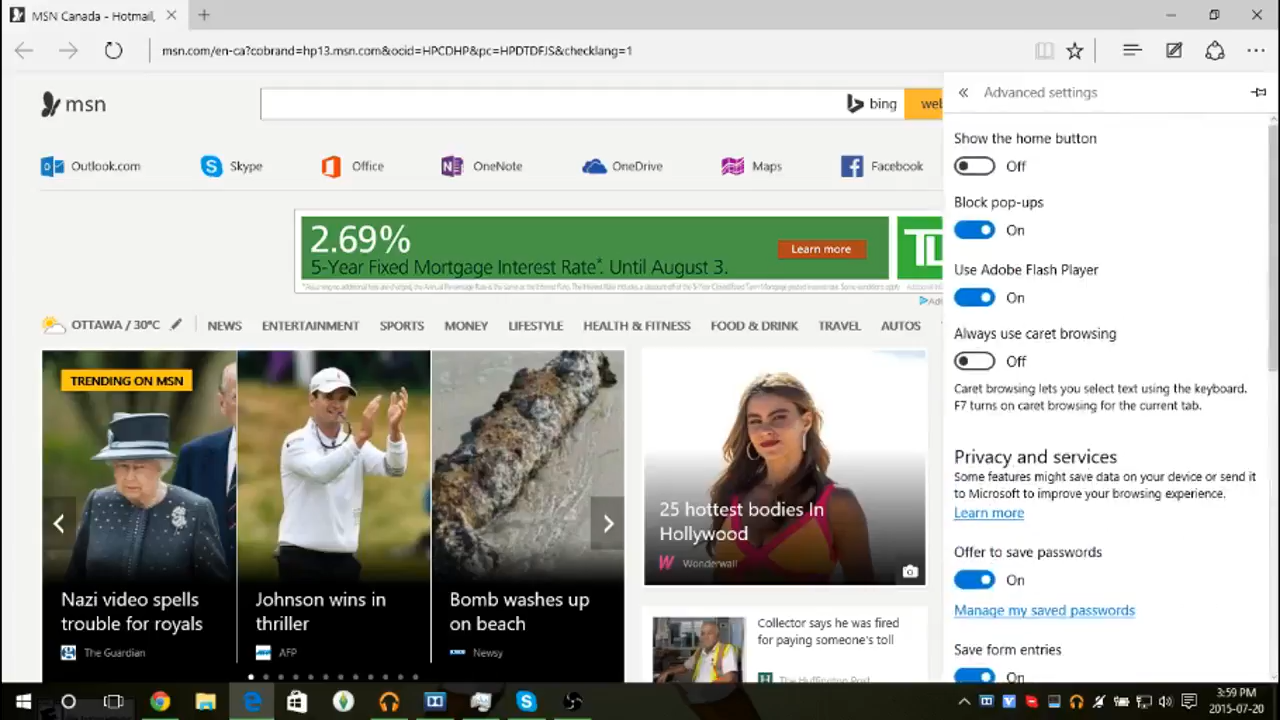 MSN Canada - Hotmail,
msn.com/en-ca?cobrand=hp13.msn.com&ocid=HPCDHP&pc=HPDTDFJS&checklang=1
msn
bing
web
Outlook.com
Skype
Office
OneNote
OneDrive
Maps
Facebook
2.69%
5-Year Fixed Mortgage Interest Rate*. Until August 3.
Learn more
OTTAWA / 30°C
NEWS
ENTERTAINMENT
SPORTS
MONEY
LIFESTYLE
HEALTH & FITNESS
FOOD & DRINK
TRAVEL
AUTOS
TRENDING ON MSN
Nazi video spells
trouble for royals
The Guardian
Johnson wins in
thriller
AFP
Bomb washes up
on beach
Newsy
25 hottest bodies In
Hollywood
Wonderwall
Collector says he was fired
for paying someone's toll
The Huffington Post
Advanced settings
Show the home button
Off
Block pop-ups
On
Use Adobe Flash Player
On
Always use caret browsing
Off
Caret browsing lets you select text using the keyboard.
F7 turns on caret browsing for the current tab.
Privacy and services
Some features might save data on your device or send it
to Microsoft to improve your browsing experience.
Learn more
Offer to save passwords
On
Manage my saved passwords
Save form entries
On
3:59 PM
2015-07-20